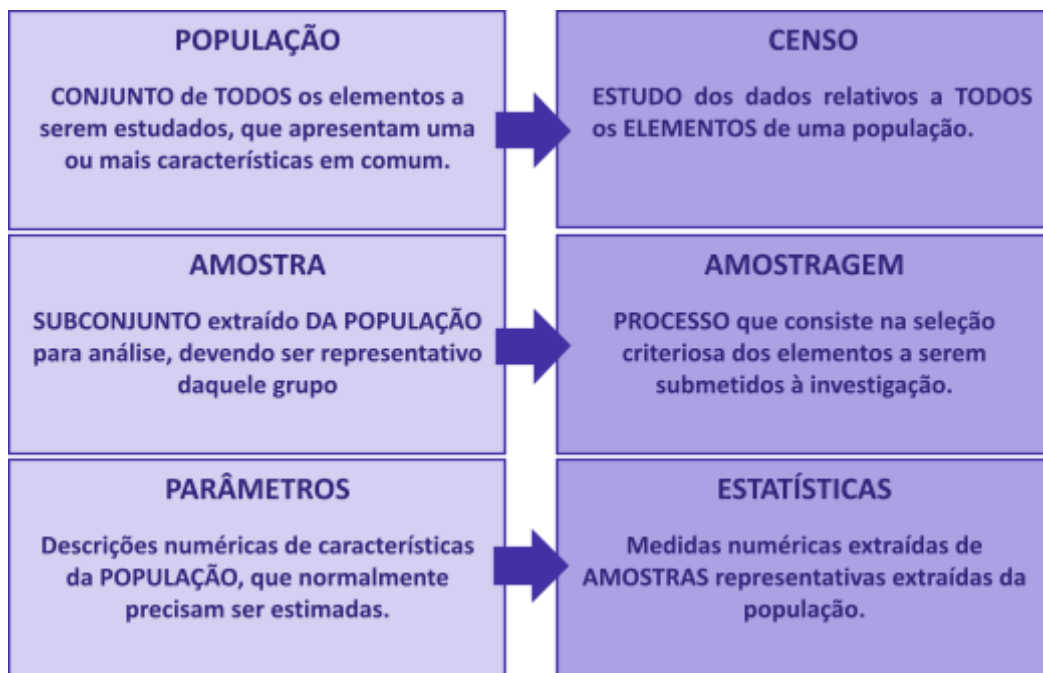 POPULAÇÃO
CONJUNTO de TODOS os elementos a
serem estudados, que apresentam uma
ou mais características em comum.
CENSO
ESTUDO dos dados relativos a TODOS
os ELEMENTOS de uma população.
AMOSTRA
SUBCONJUNTO extraído DA POPULAÇÃO
para análise, devendo ser representativo
daquele grupo
AMOSTRAGEM
PROCESSO que consiste na seleção
criteriosa dos elementos a serem
submetidos à investigação.
PARÂMETROS
Descrições numéricas de características
da POPULAÇÃO, que normalmente
precisam ser estimadas.
ESTATÍSTICAS
Medidas numéricas extraídas de
AMOSTRAS representativas extraídas da
população.